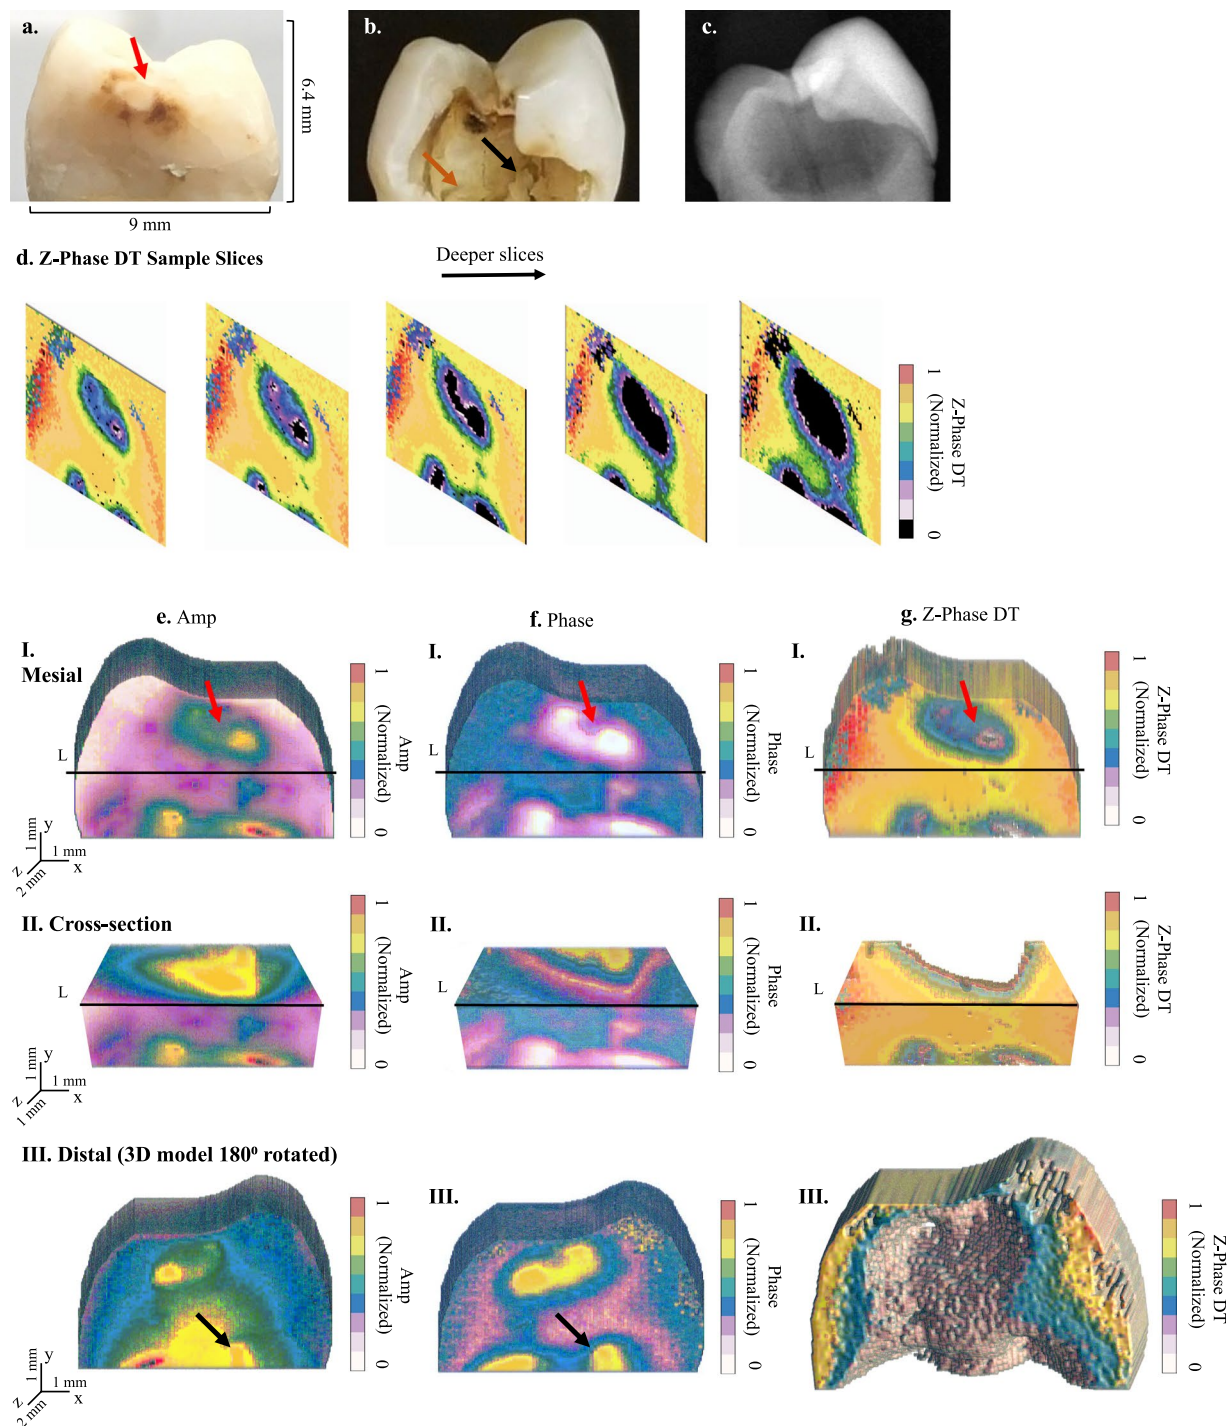 a.
6.4 mm
9 mm
b.
c.
d. Z-Phase DT Sample Slices
Deeper slices
1
(Normalized)
0
Z-Phase DT
e. Amp
f. Phase
g. Z-Phase DT
I.
Mesial
L
1
(Normalized)
0
Amp
y
1 mm
1 mm
x
z
2 mm
I.
1
(Normalized)
0
Phase
I.
L
1
(Normalized)
0
Z-Phase DT
II. Cross-section
L
1
(Normalized)
0
Amp
y
1 mm
1 mm
x
z
1 mm
II.
1
(Normalized)
0
Phase
II.
L
1
(Normalized)
0
Z-Phase DT
III. Distal (3D model 180⁰ rotated)
1
(Normalized)
0
Amp
y
1 mm
1 mm
x
z
2 mm
III.
1
(Normalized)
0
Phase
III.
1
(Normalized)
0
Z-Phase DT